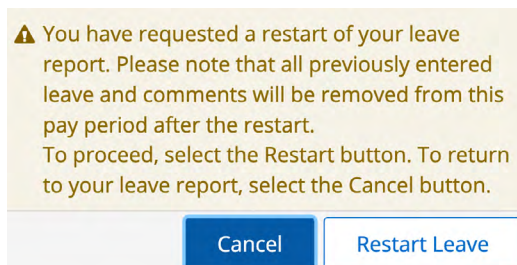 You have requested a restart of your leave
report. Please note that all previously entered
leave and comments will be removed from this
pay period after the restart.
To proceed, select the Restart button. To return
to your leave report, select the Cancel button.
Cancel Restart Leave